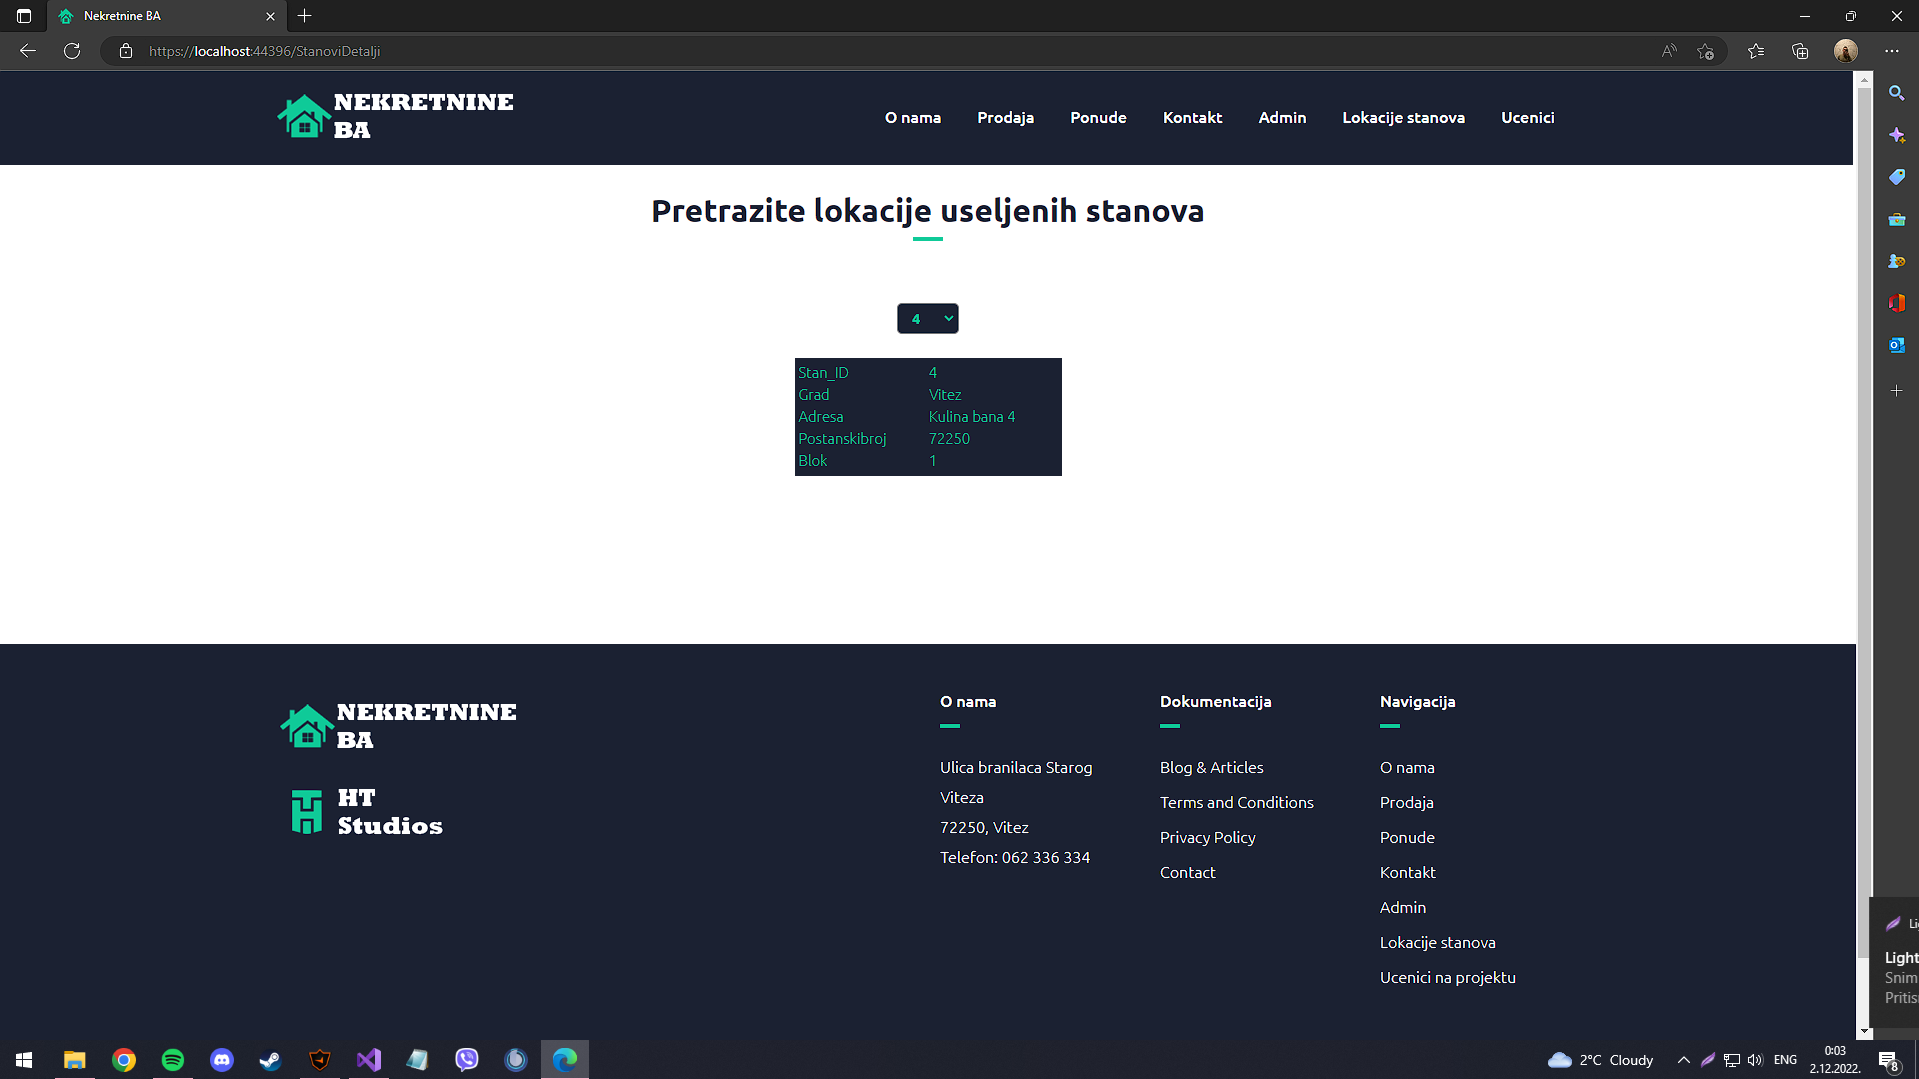 Nekretnine BA
https://localhost:44396/StanoviDetalji
NEKRETNINE
BA
O nama
Prodaja
Ponude
Kontakt
Admin
Lokacije stanova
Ucenici
Pretrazite lokacije useljenih stanova
4
Stan_ID 4
Grad Vitez
Adresa Kulina bana 4
Postanskibroj 72250
Blok 1
NEKRETNINE
BA
HT
Studios
O nama
Ulica branilaca Starog
Viteza
72250, Vitez
Telefon: 062 336 334
Dokumentacija
Blog & Articles
Terms and Conditions
Privacy Policy
Contact
Navigacija
O nama
Prodaja
Ponude
Kontakt
Admin
Lokacije stanova
Ucenici na projektu
Li
Light
Snim
Pritis
2°C Cloudy
ENG
0:03
2.12.2022.
8